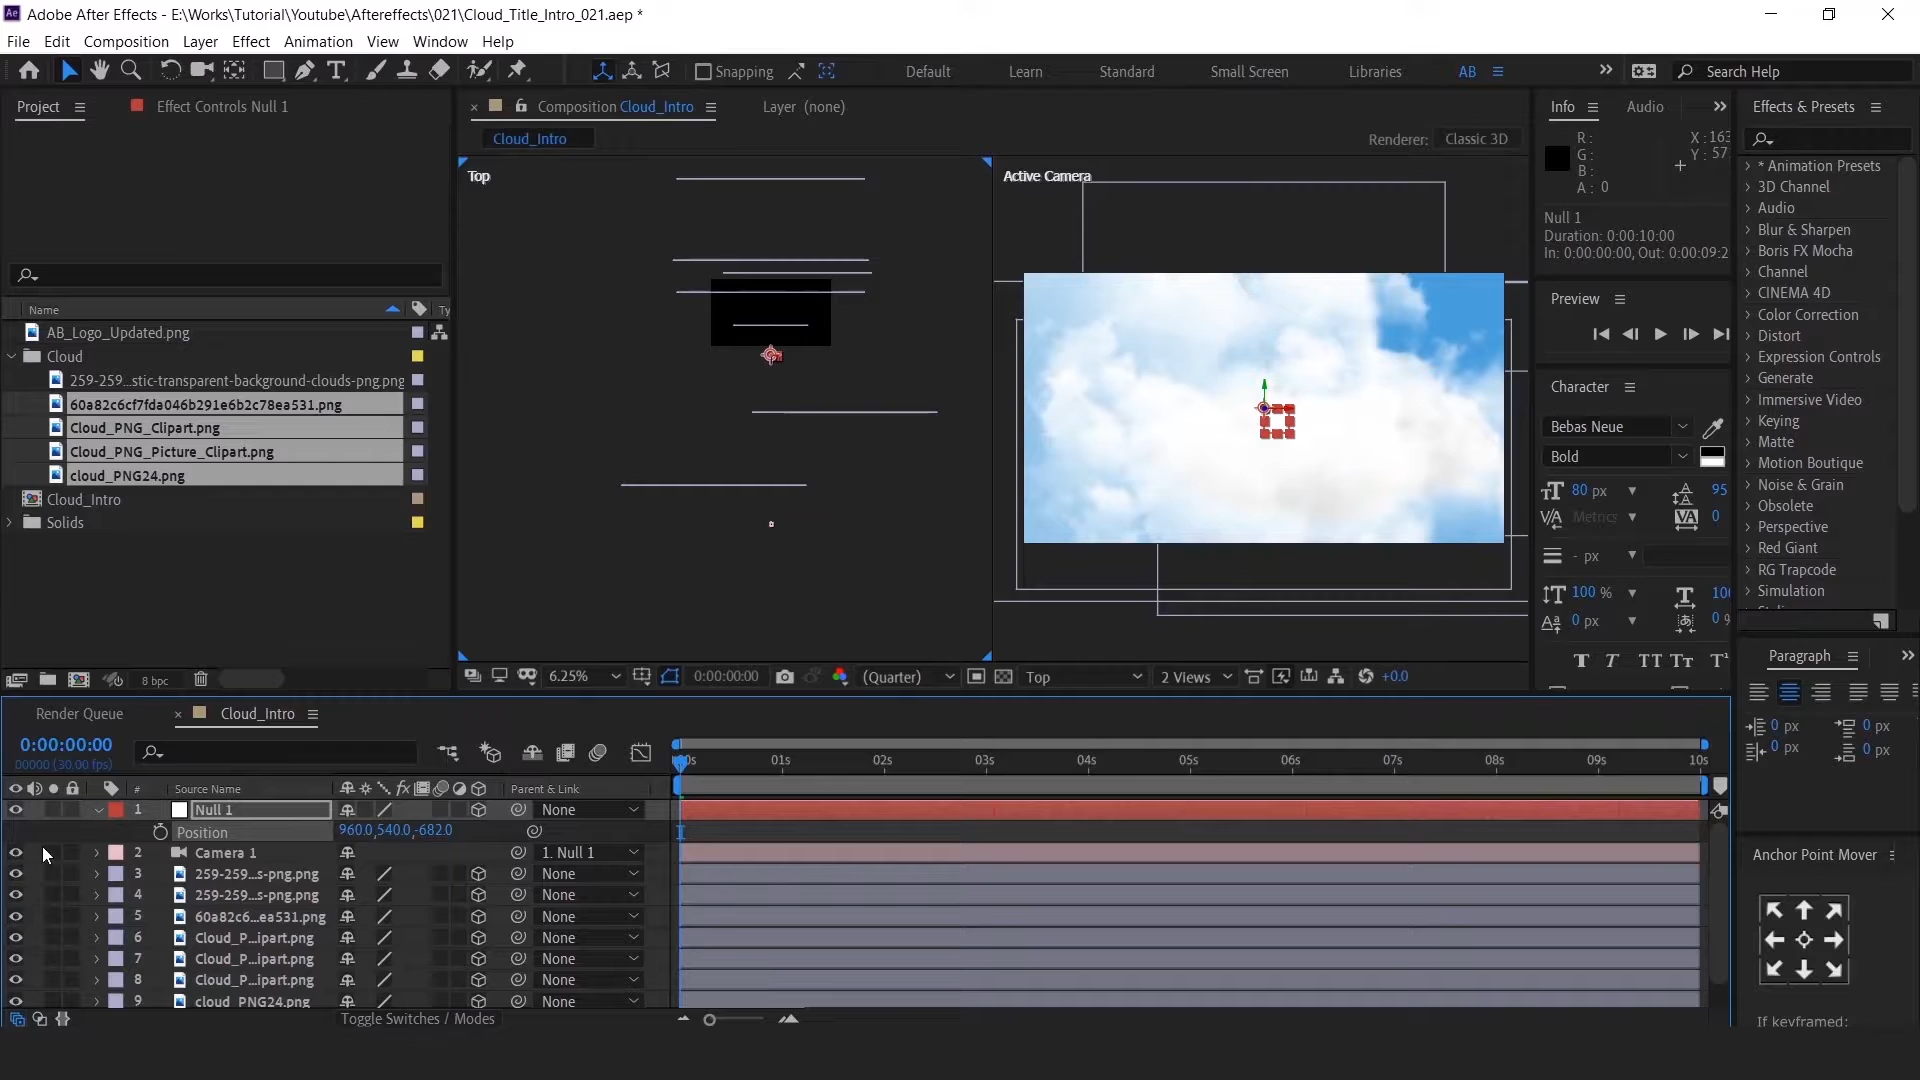 Adobe After Effects - E:\Works\Tutorial\Youtube\Aftereffects\021\Cloud_Title_Intro_021.aep *
File Edit Composition Layer Effect Animation View Window Help
Snapping Default Learn Standard Small Screen Libraries AB Search Help
Project Effect Controls Null 1
Composition Cloud_Intro Layer (none)
Cloud_Intro
Renderer: Classic 3D
Top
Active Camera
Name Ty
AB_Logo_Updated.png
Cloud
259-259...stic-transparent-background-clouds-png.png
60a82c6cf7fda046b291e6b2c78ea531.png
Cloud_PNG_Clipart.png
Cloud_PNG_Picture_Clipart.png
cloud_PNG24.png
Cloud_Intro
Solids
8 bpc
6.25% 0:00:00:00 (Quarter) Top 2 Views +0.0
Info Audio
R: X: 163
G: Y: 57
B:
A: 0
Null 1
Duration: 0:00:10:00
In: 0:00:00:00, Out: 0:00:09:2
Preview
Character
Bebas Neue
Bold
80 px 95
Metrics 0
- px
100 % 100
0 px 0 %
T T TT Tt T
Effects & Presets
* Animation Presets
3D Channel
Audio
Blur & Sharpen
Boris FX Mocha
Channel
CINEMA 4D
Color Correction
Distort
Expression Controls
Generate
Immersive Video
Keying
Matte
Motion Boutique
Noise & Grain
Obsolete
Perspective
Red Giant
RG Trapcode
Simulation
Paragraph
0 px 0 px
0 px 0 px
Anchor Point Mover
If keyframed:
Render Queue Cloud_Intro
0:00:00:00
00000 (30.00 fps)
00s 01s 02s 03s 04s 05s 06s 07s 08s 09s 10s
# Source Name fx Parent & Link
1 Null 1 None
Position 960.0,540.0,-682.0
2 Camera 1 1. Null 1
3 259-259...s-png.png None
4 259-259...s-png.png None
5 60a82c6...ea531.png None
6 Cloud_P...ipart.png None
7 Cloud_P...ipart.png None
8 Cloud_P...ipart.png None
9 cloud_PNG24.png None
Toggle Switches / Modes